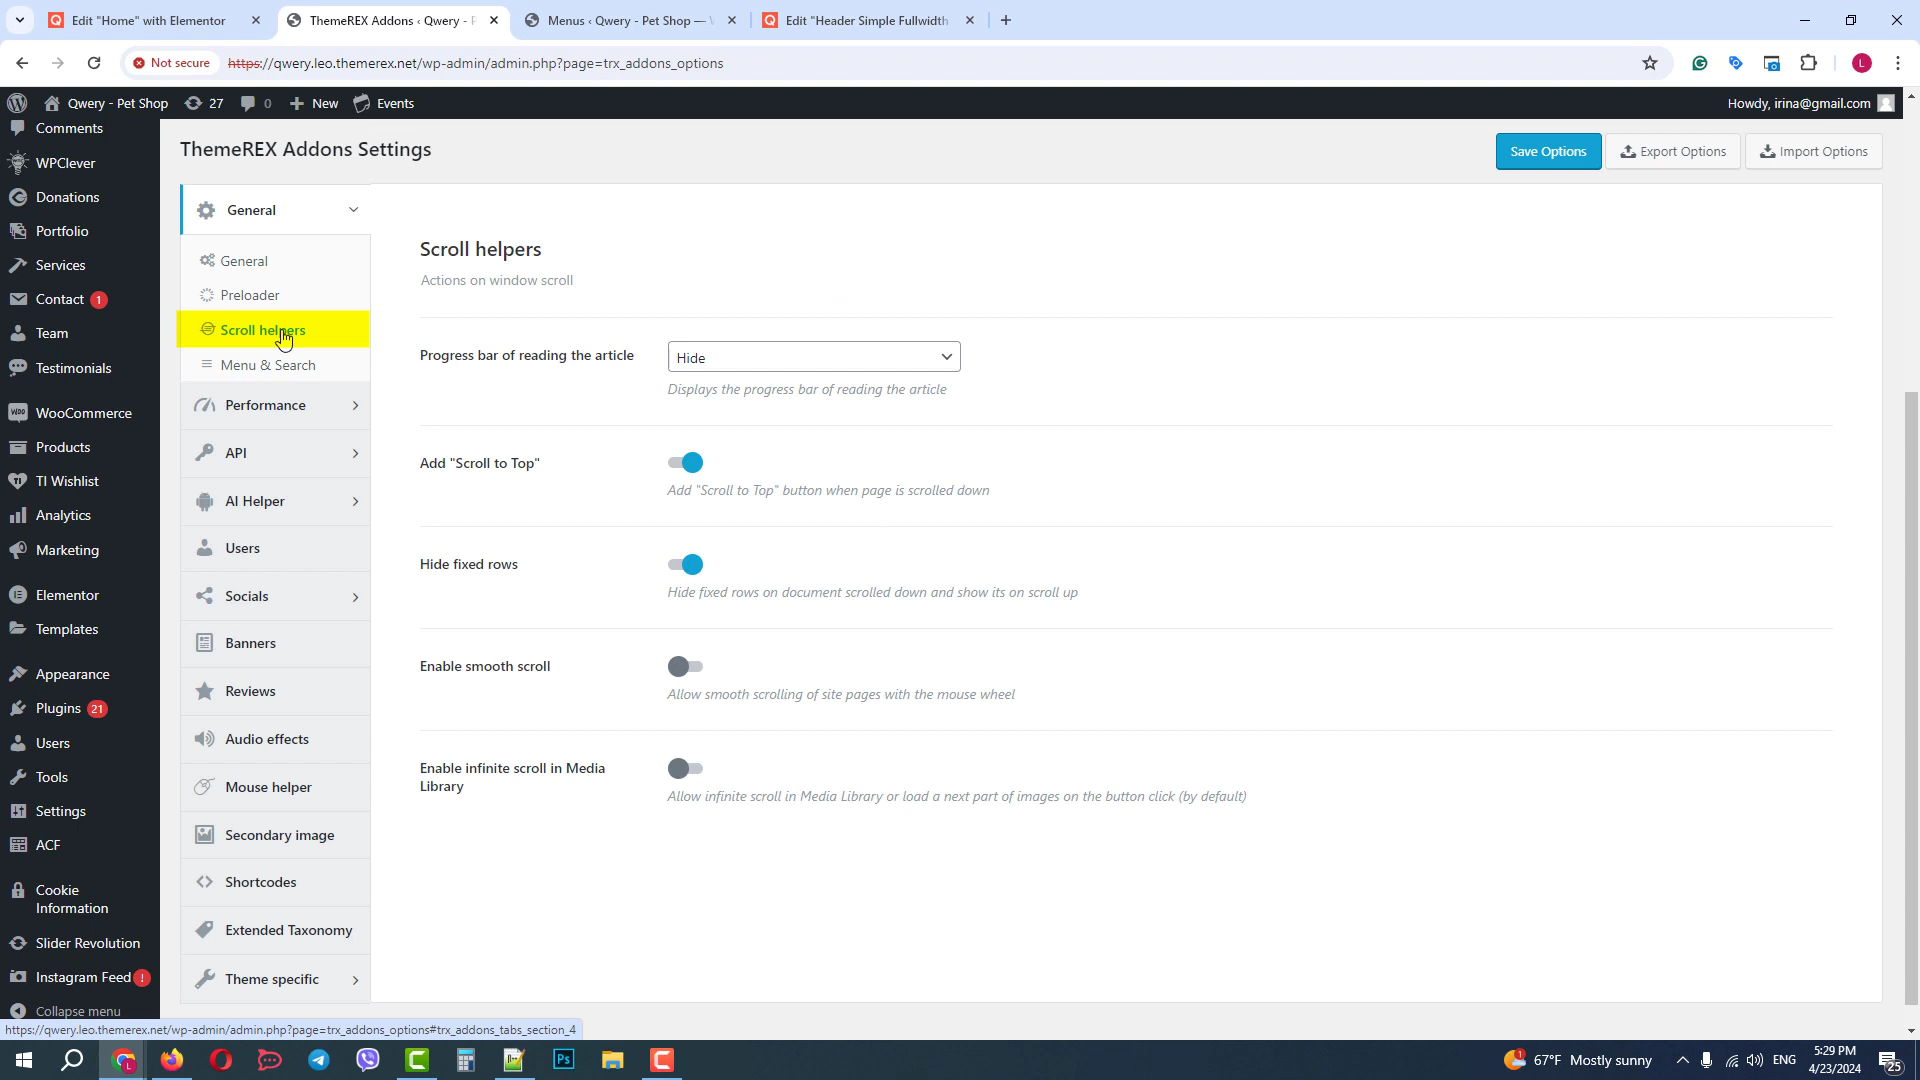 Edit "Home" with Elementor
ThemeREX Addons ‹ Qwery - P
Menus ‹ Qwery - Pet Shop —
Edit "Header Simple Fullwidth
Not secure
https://qwery.leo.themerex.net/wp-admin/admin.php?page=trx_addons_options
L
Qwery - Pet Shop
27
0
New
Events
Howdy, irina@gmail.com
Comments
WPClever
Donations
Portfolio
Services
Contact 1
Team
Testimonials
WooCommerce
Products
TI Wishlist
Analytics
Marketing
Elementor
Templates
Appearance
Plugins 21
Users
Tools
Settings
ACF
Cookie
Information
Slider Revolution
Instagram Feed !
Collapse menu
ThemeREX Addons Settings
Save Options
Export Options
Import Options
General
General
Preloader
Scroll helpers
Menu & Search
Performance
API
AI Helper
Users
Socials
Banners
Reviews
Audio effects
Mouse helper
Secondary image
Shortcodes
Extended Taxonomy
Theme specific
Scroll helpers
Actions on window scroll
Progress bar of reading the article
Hide
Displays the progress bar of reading the article
Add "Scroll to Top"
Add "Scroll to Top" button when page is scrolled down
Hide fixed rows
Hide fixed rows on document scrolled down and show its on scroll up
Enable smooth scroll
Allow smooth scrolling of site pages with the mouse wheel
Enable infinite scroll in Media
Library
Allow infinite scroll in Media Library or load a next part of images on the button click (by default)
https://qwery.leo.themerex.net/wp-admin/admin.php?page=trx_addons_options#trx_addons_tabs_section_4
Ps
1
67°F Mostly sunny
ENG
5:29 PM
4/23/2024
25